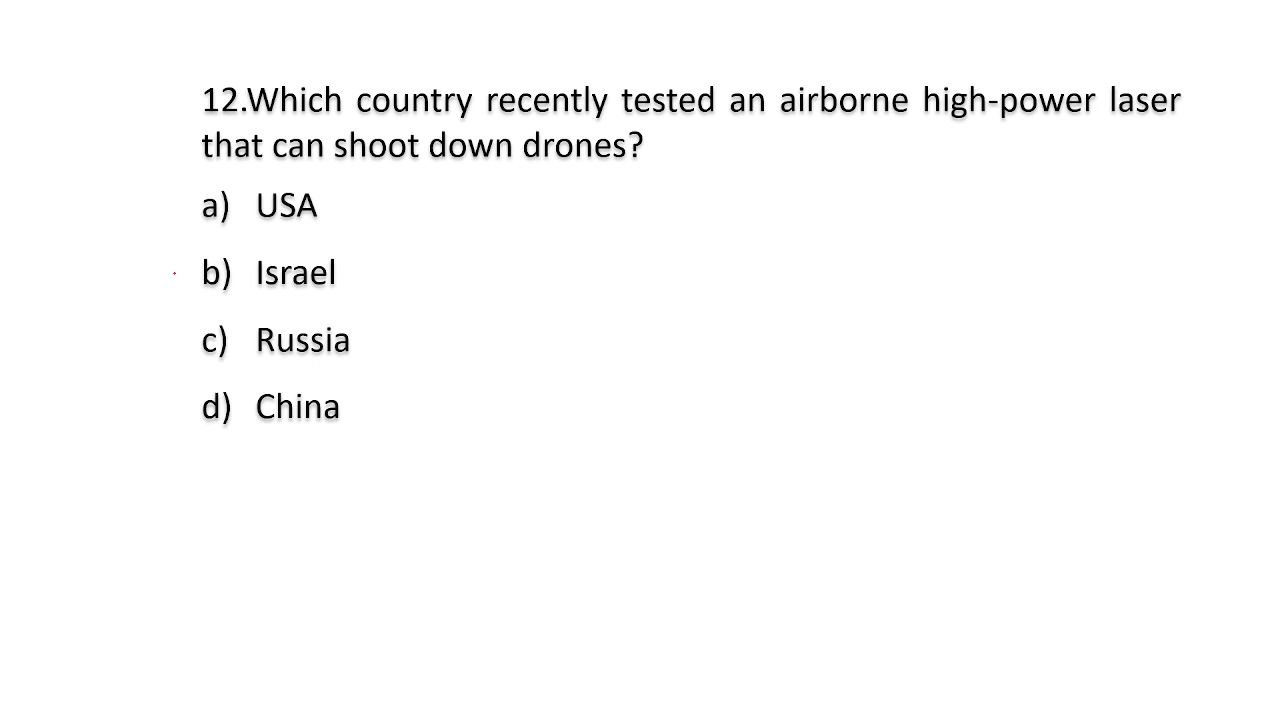 12.Which country recently tested an airborne high-power laser
that can shoot down drones?
a) USA
b) Israel
c) Russia
d) China